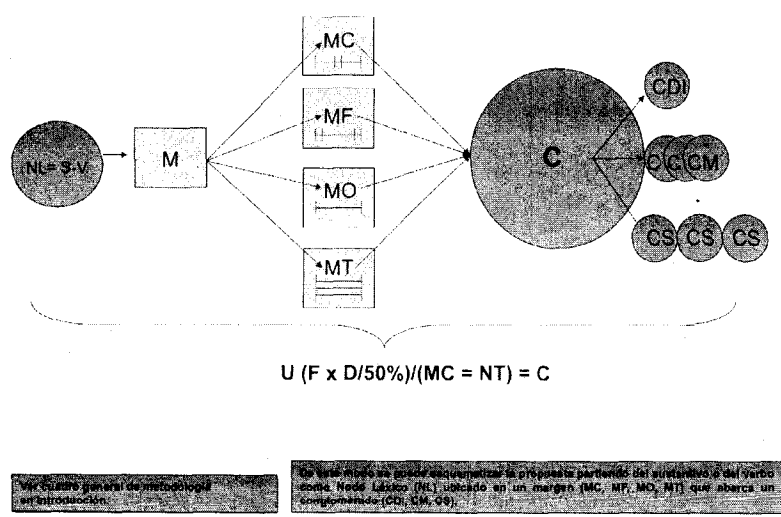 MC
CDI
MF
NL= S-V
M
C
C C CM
MO
CS CS CS
MT
U (F x D/50%)/(MC = NT) = C
Ver cuadro general de metodología
en Introducción.
De este modo se puede esquematizar la propuesta partiendo del sustantivo o del verbo
como Nodo Léxico (NL) ubicado en un margen (MC, MF, MO, MT) que abarca un
conglomerado (CDI, CM, CS).